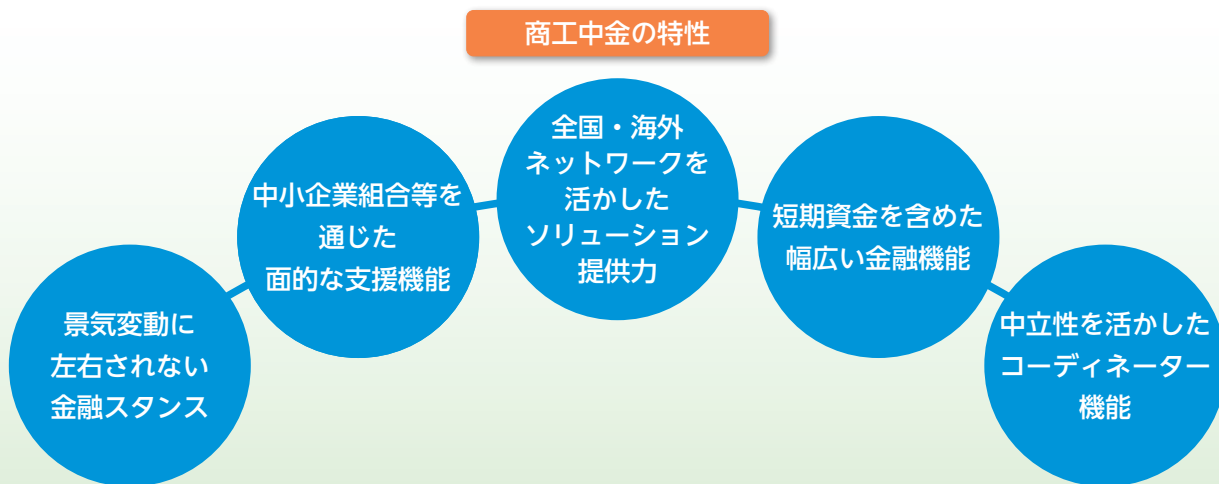 商工中金の特性
景気変動に
左右されない
金融スタンス
中小企業組合等を
通じた
面的な支援機能
全国・海外
ネットワークを
活かした
ソリューション
提供力
短期資金を含めた
幅広い金融機能
中立性を活かした
コーディネーター
機能